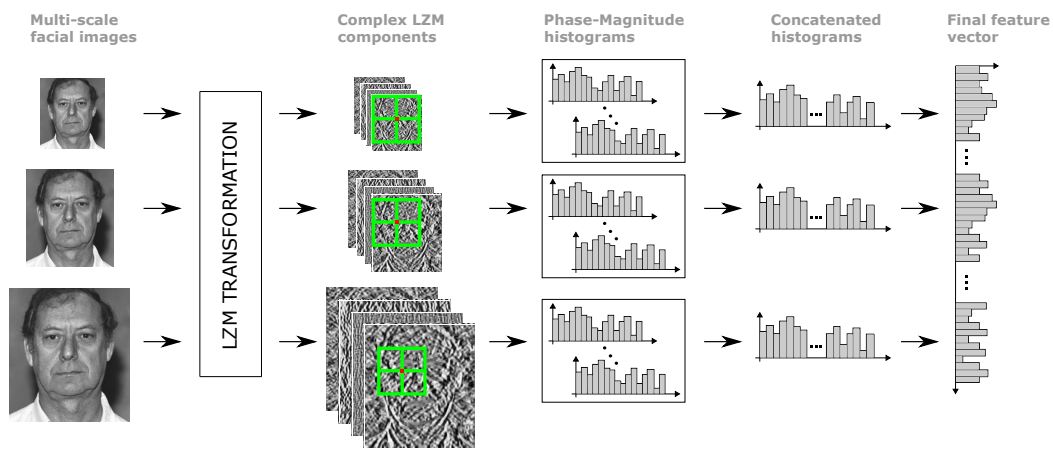 Multi-scale
facial images
Complex LZM
components
Phase-Magnitude
histograms
Concatenated
histograms
Final feature
vector
LZM TRANSFORMATION